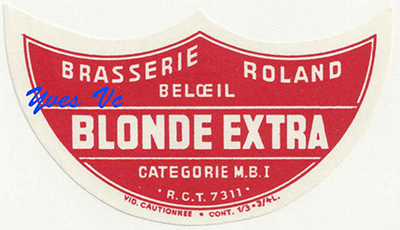 BRASSERIE ROLAND
BELŒIL
Yves Vc
BLONDE EXTRA
CATEGORIE M.B.I
• R.C.T. 7311 •
VID. CAUTIONNEE • CONT. 1/3 • 3/4L.